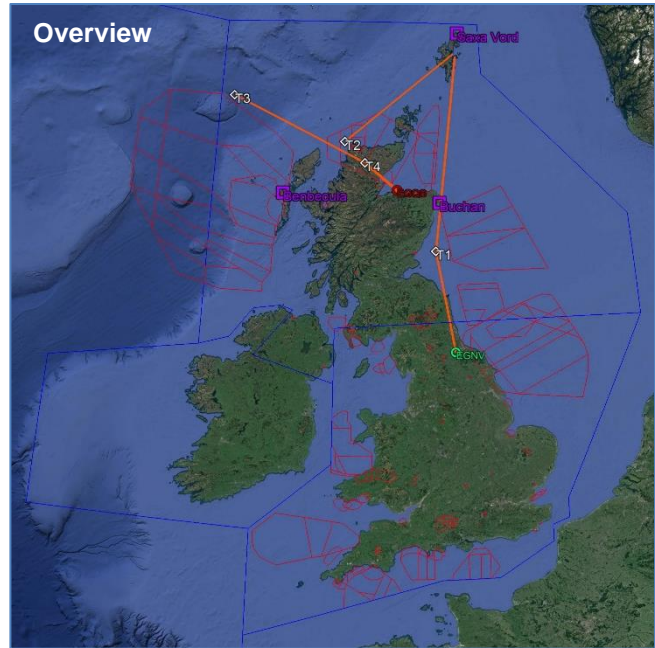 Overview
Saxa Vord
T3
T2
T4
Benbecula
Buchan
T1
EGNV